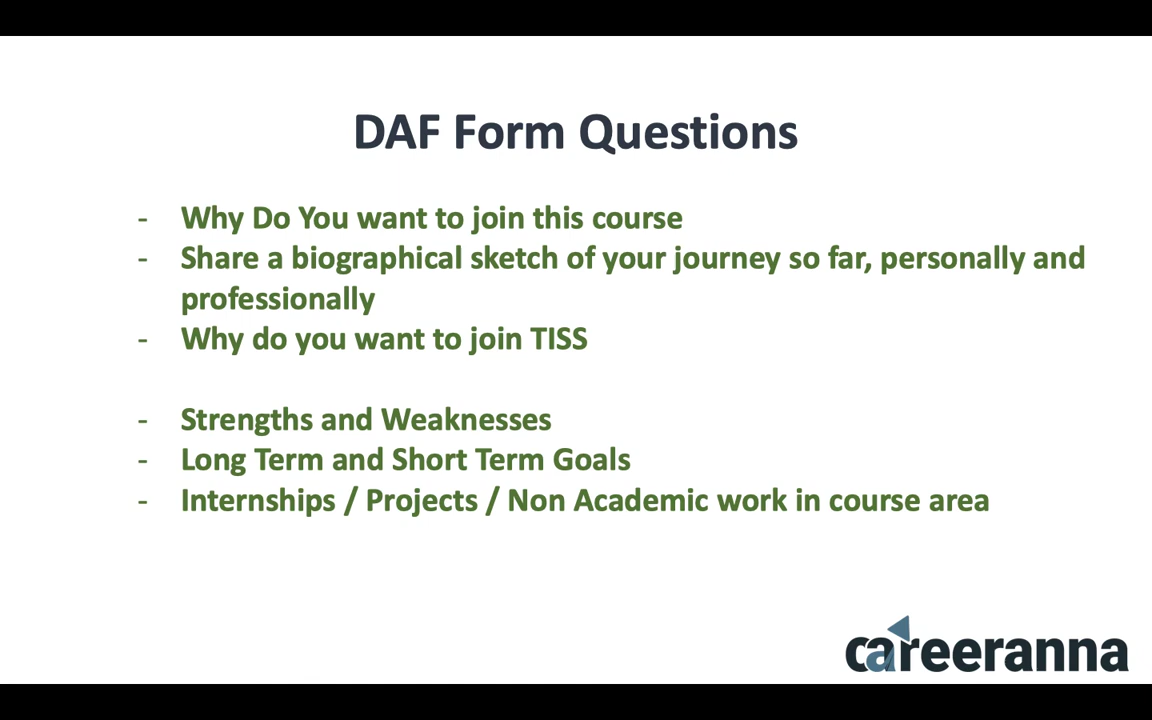 DAF Form Questions
- Why Do You want to join this course
- Share a biographical sketch of your journey so far, personally and
professionally
- Why do you want to join TISS
- Strengths and Weaknesses
- Long Term and Short Term Goals
- Internships / Projects / Non Academic work in course area
careeranna